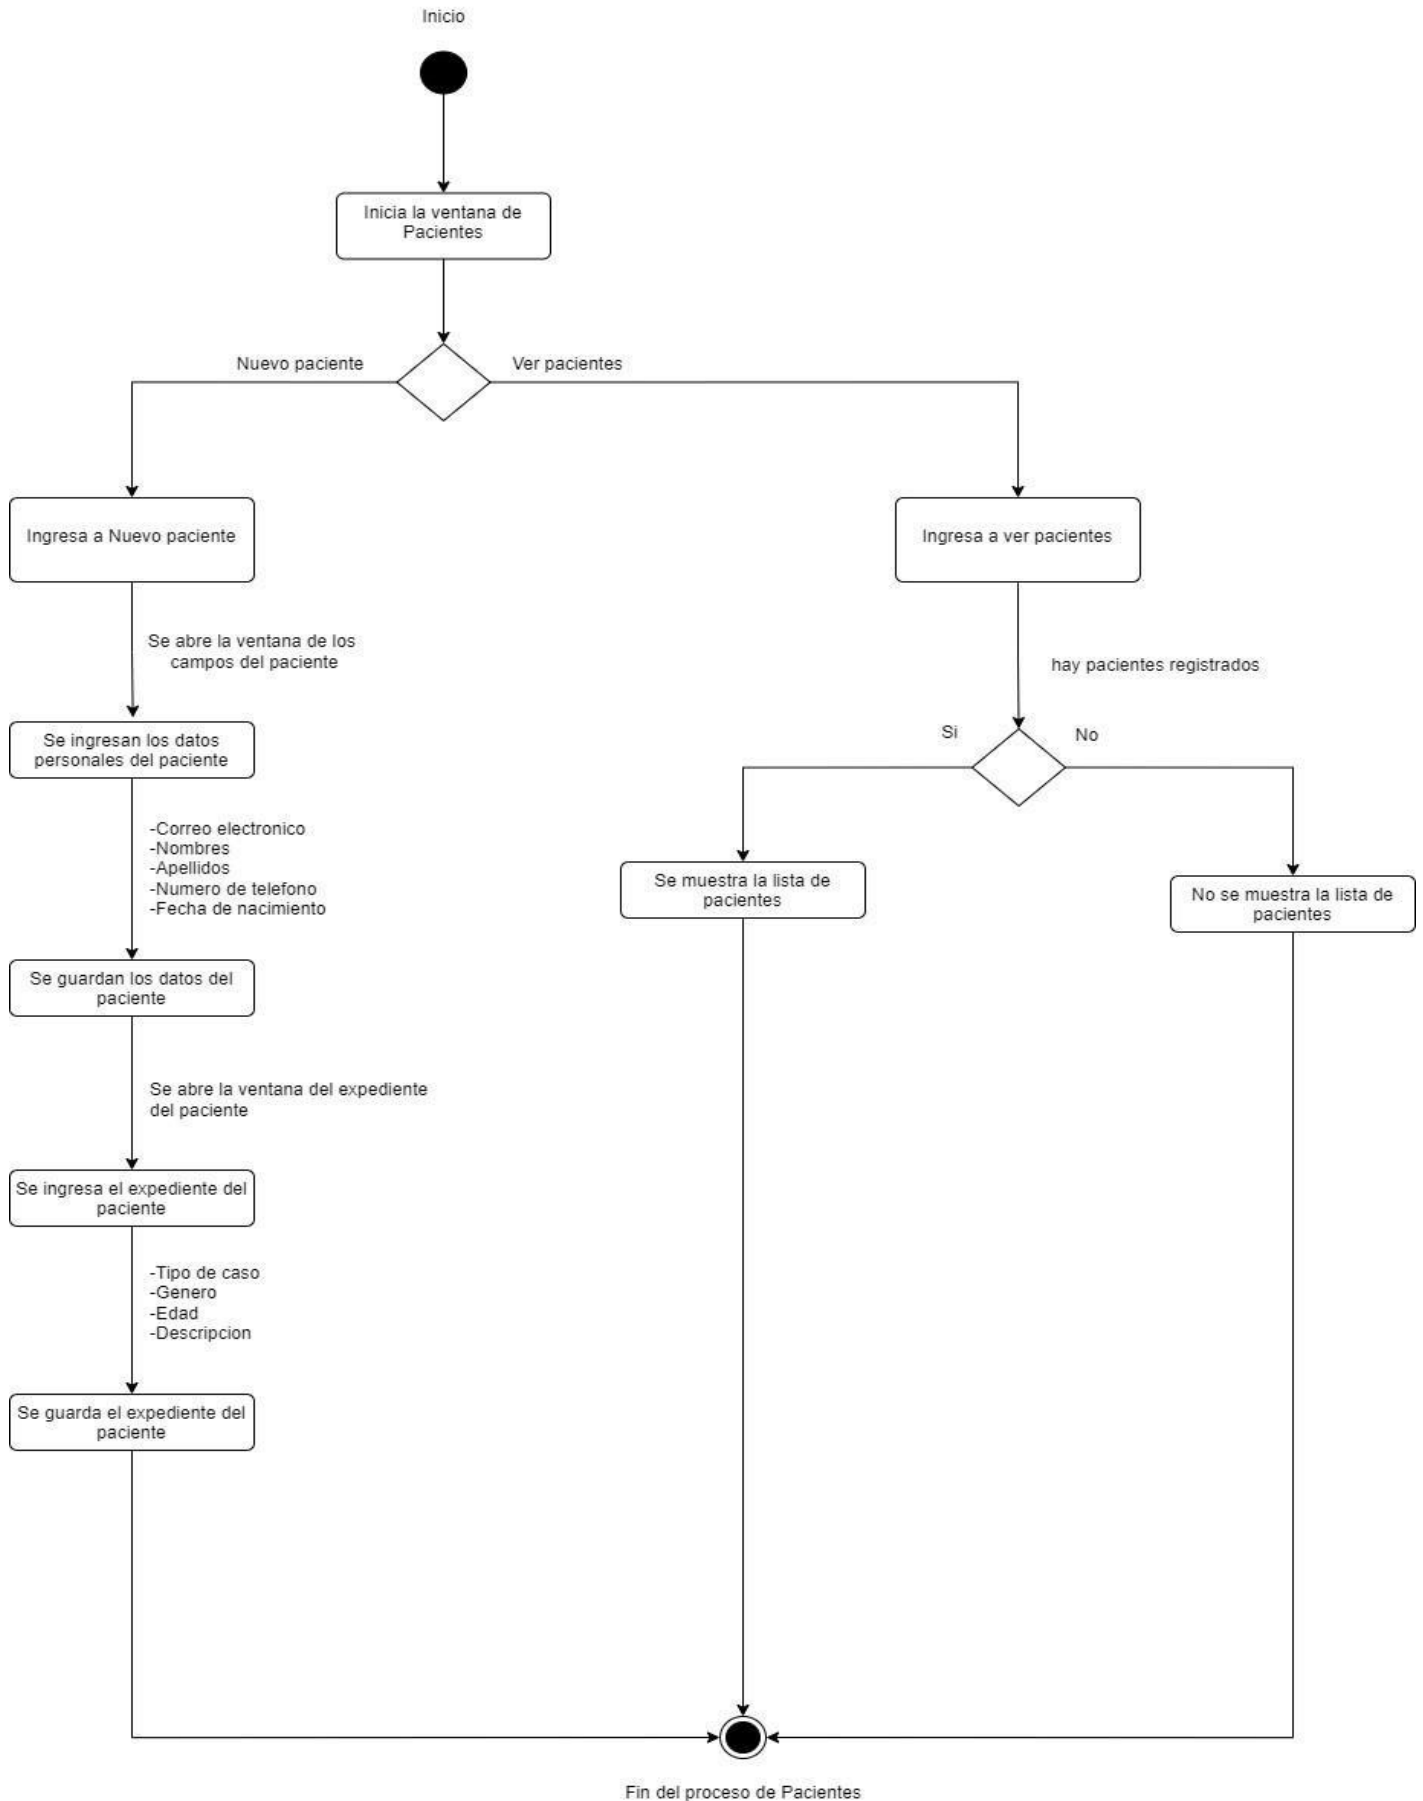 Inicio
Inicia la ventana de
Pacientes
Nuevo paciente
Ver pacientes
Ingresa a Nuevo paciente
Ingresa a ver pacientes
Se abre la ventana de los
campos del paciente
hay pacientes registrados
Se ingresan los datos
personales del paciente
Si
No
-Correo electronico
-Nombres
-Apellidos
-Numero de telefono
-Fecha de nacimiento
Se muestra la lista de
pacientes
No se muestra la lista de
pacientes
Se guardan los datos del
paciente
Se abre la ventana del expediente
del paciente
Se ingresa el expediente del
paciente
-Tipo de caso
-Genero
-Edad
-Descripcion
Se guarda el expediente del
paciente
Fin del proceso de Pacientes